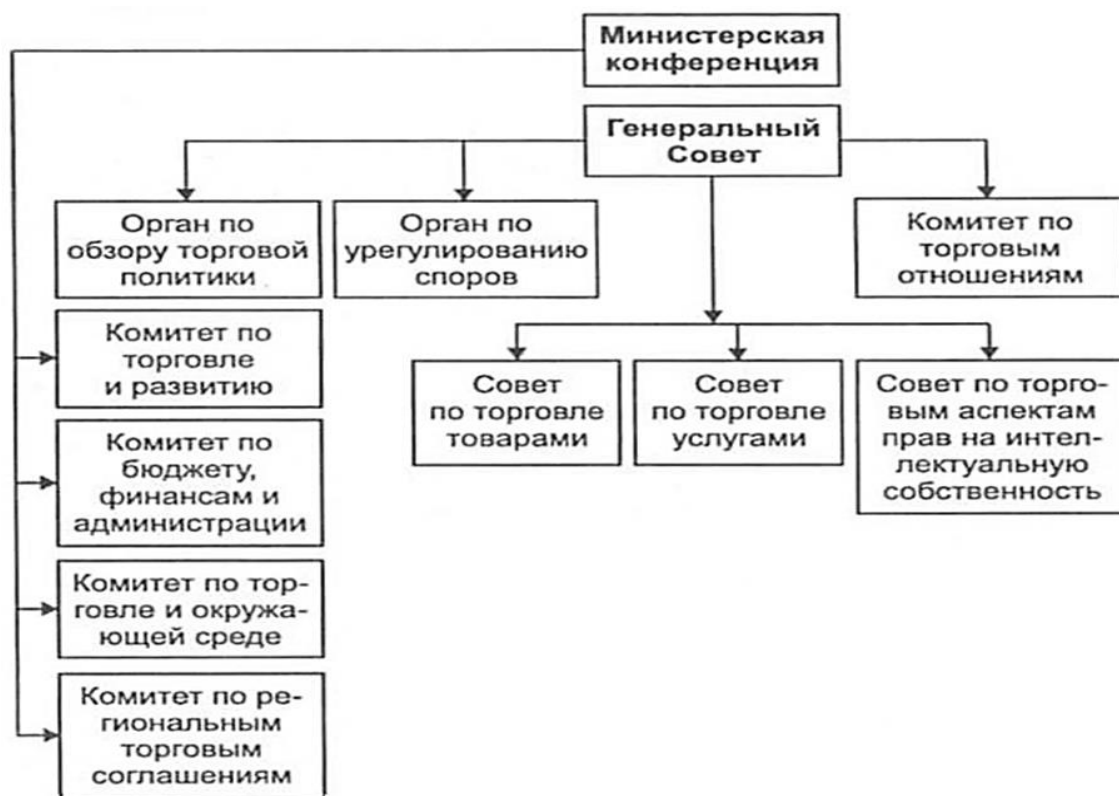 Министерская
конференция
Генеральный
Совет
Орган по
обзору торговой
политики
Орган по
урегулированию
споров
Комитет по
торговым
отношениям
Комитет по
торговле
и развитию
Совет
по торговле
товарами
Совет
по торговле
услугами
Совет по торго-
вым аспектам
прав на интел-
лектуальную
собственность
Комитет по
бюджету,
финансам и
администрации
Комитет по тор-
говле и окружа-
ющей среде
Комитет по ре-
гиональным
торговым
соглашениям